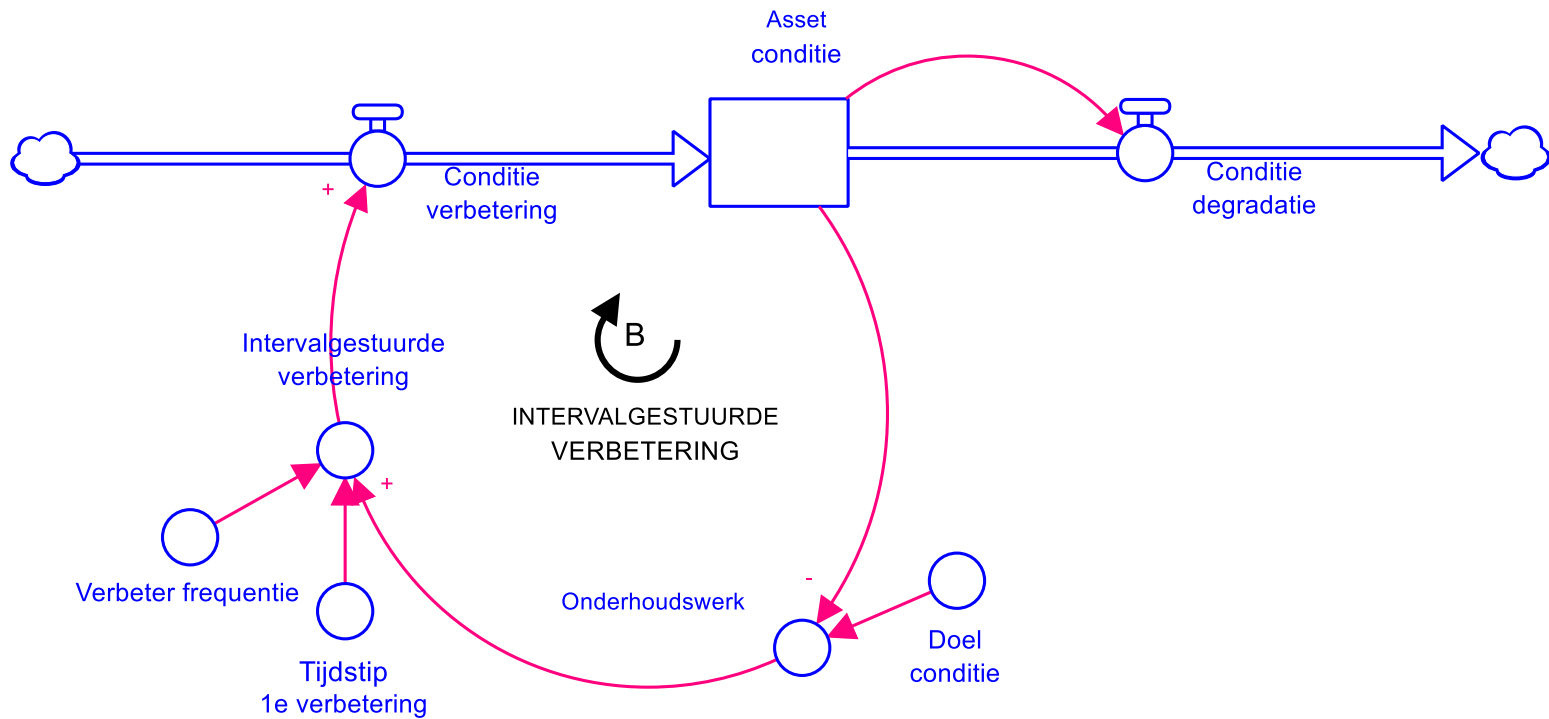 Asset
conditie
Conditie
verbetering
Conditie
degradatie
+
Intervalgestuurde
verbetering
B
INTERVALGESTUURDE
VERBETERING
+
Verbeter frequentie
Tijdstip
1e verbetering
Onderhoudswerk
-
Doel
conditie